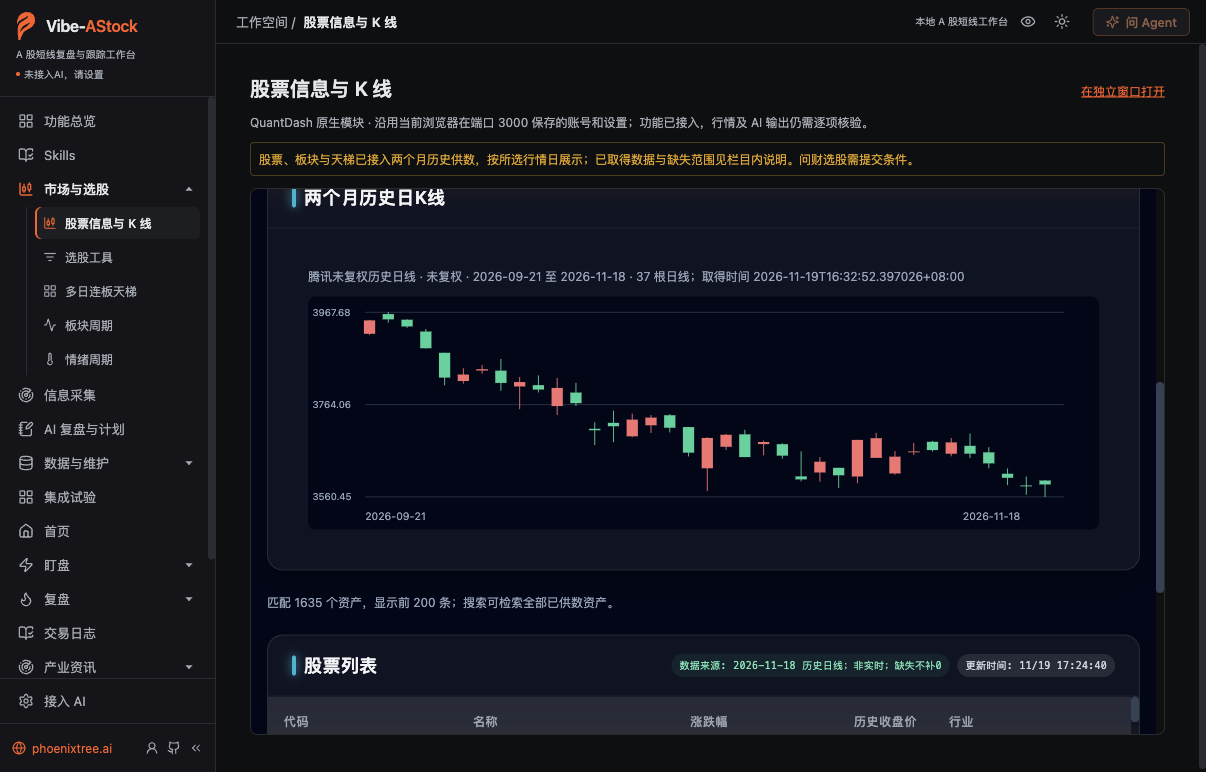 Vibe-AStock
A 股短线复盘与跟踪工作台
未接入AI，请设置
功能总览
Skills
市场与选股
股票信息与 K 线
选股工具
多日连板天梯
板块周期
情绪周期
信息采集
AI 复盘与计划
数据与维护
集成试验
首页
盯盘
复盘
交易日志
产业资讯
接入 AI
phoenixtree.ai
工作空间 / 股票信息与 K 线
本地 A 股短线工作台
问 Agent
股票信息与 K 线
在独立窗口打开
QuantDash 原生模块 · 沿用当前浏览器在端口 3000 保存的账号和设置；功能已接入，行情及 AI 输出仍需逐项核验。
股票、板块与天梯已接入两个月历史供数，按所选行情日展示；已取得数据与缺失范围见栏目内说明。问财选股需提交条件。
两个月历史日K线
腾讯未复权历史日线 · 未复权 · 2026-09-21 至 2026-11-18 · 37 根日线；取得时间 2026-11-19T16:32:52.397026+08:00
3967.68
3764.06
3560.45
2026-09-21
2026-11-18
匹配 1635 个资产，显示前 200 条；搜索可检索全部已供数资产。
股票列表
数据来源: 2026-11-18 历史日线；非实时；缺失不补0
更新时间: 11/19 17:24:40
代码 名称 涨跌幅 历史收盘价 行业